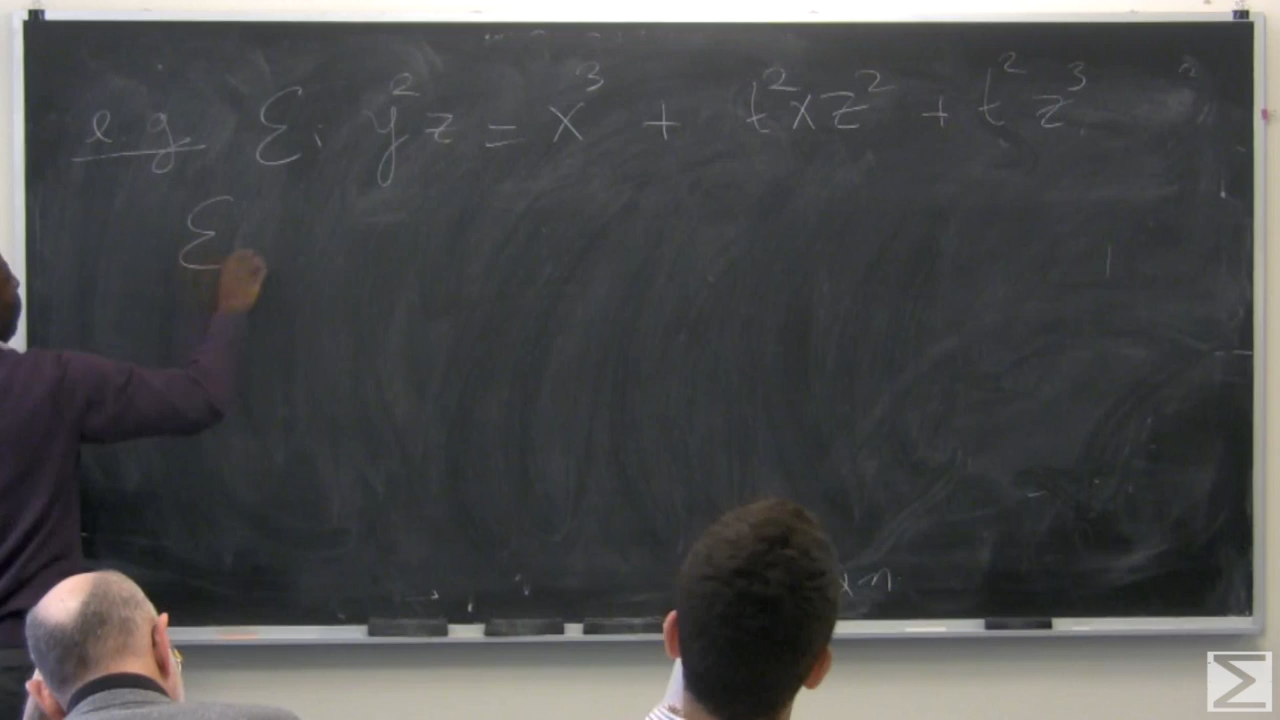 e.g. ℰ: y²z = x³ + t²xz² + t²z³
ℰ